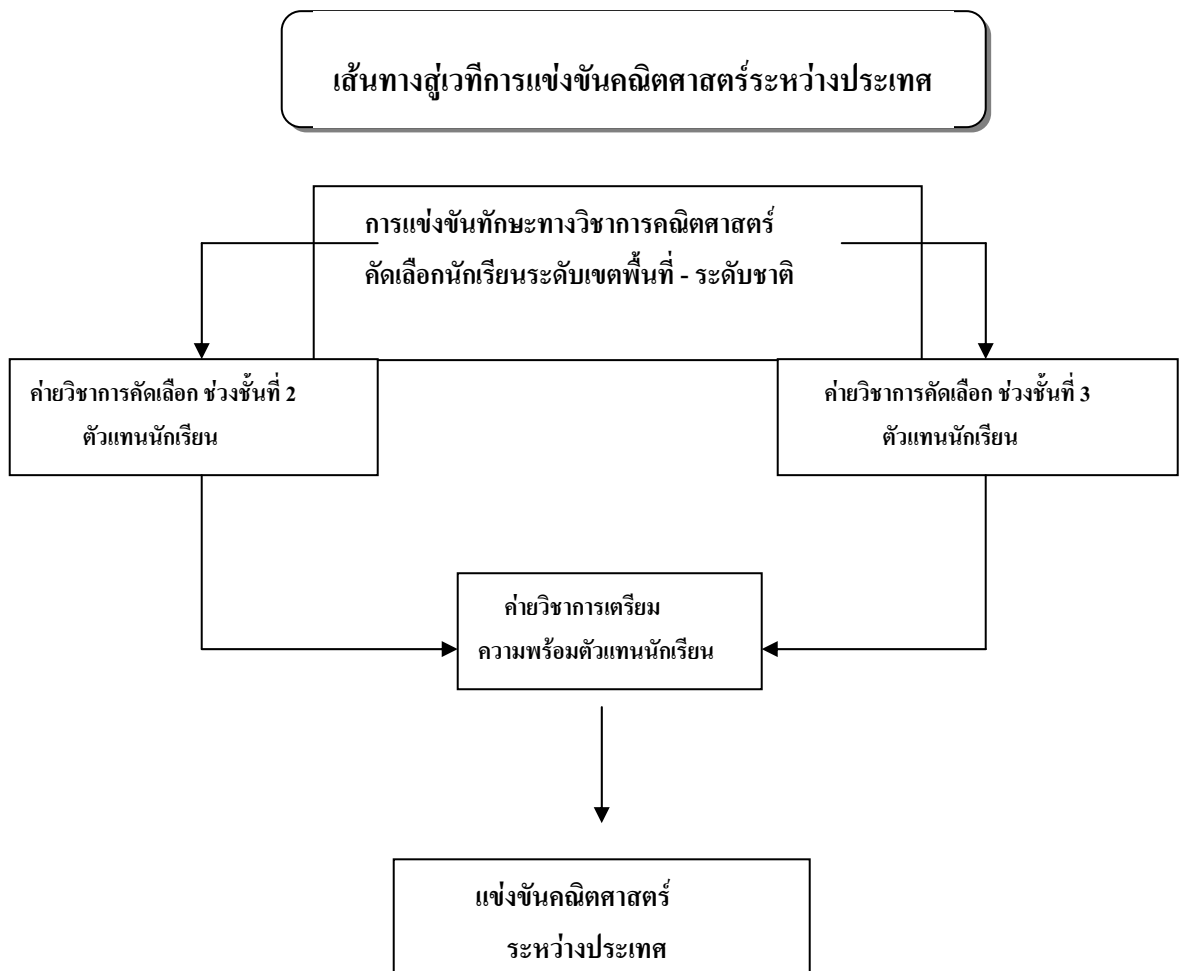 เส้นทางสู่เวทีการแข่งขันคณิตศาสตร์ระหว่างประเทศ
การแข่งขันทักษะทางวิชาการคณิตศาสตร์
คัดเลือกนักเรียนระดับเขตพื้นที่ - ระดับชาติ
ค่ายวิชาการคัดเลือก ช่วงชั้นที่ 2
ตัวแทนนักเรียน
ค่ายวิชาการคัดเลือก ช่วงชั้นที่ 3
ตัวแทนนักเรียน
ค่ายวิชาการเตรียม
ความพร้อมตัวแทนนักเรียน
แข่งขันคณิตศาสตร์
ระหว่างประเทศ